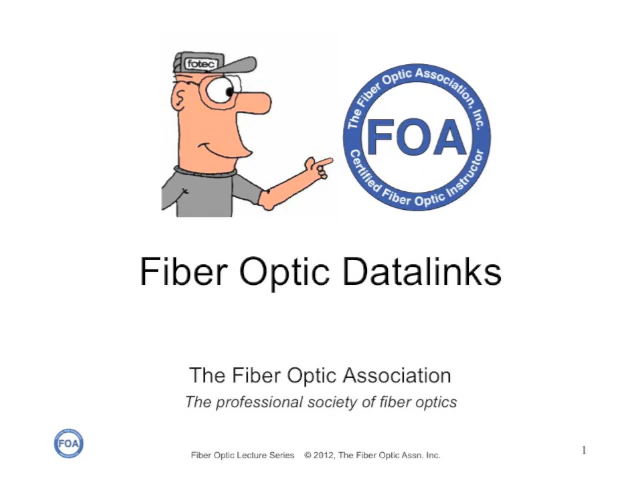 fotec
The Fiber Optic Association, Inc.
FOA
Certified Fiber Optic Instructor
Fiber Optic Datalinks
The Fiber Optic Association
The professional society of fiber optics
FOA
Fiber Optic Lecture Series © 2012, The Fiber Optic Assn. Inc.
1